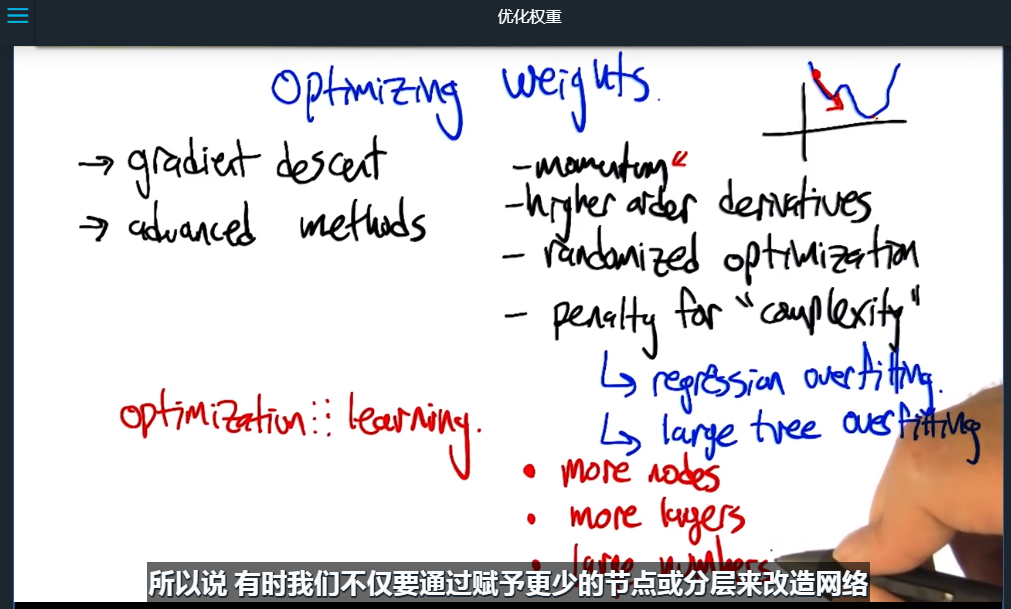 优化权重
Optimizing weights.
→ gradient descent
→ advanced methods
- momentum
- higher order derivatives
- randomized optimization
- penalty for "complexity"
↳ regression overfitting.
↳ large tree overfitting
optimization :: learning.
• more nodes
• more layers
• large numbers
所以说 有时我们不仅要通过赋予更少的节点或分层来改造网络